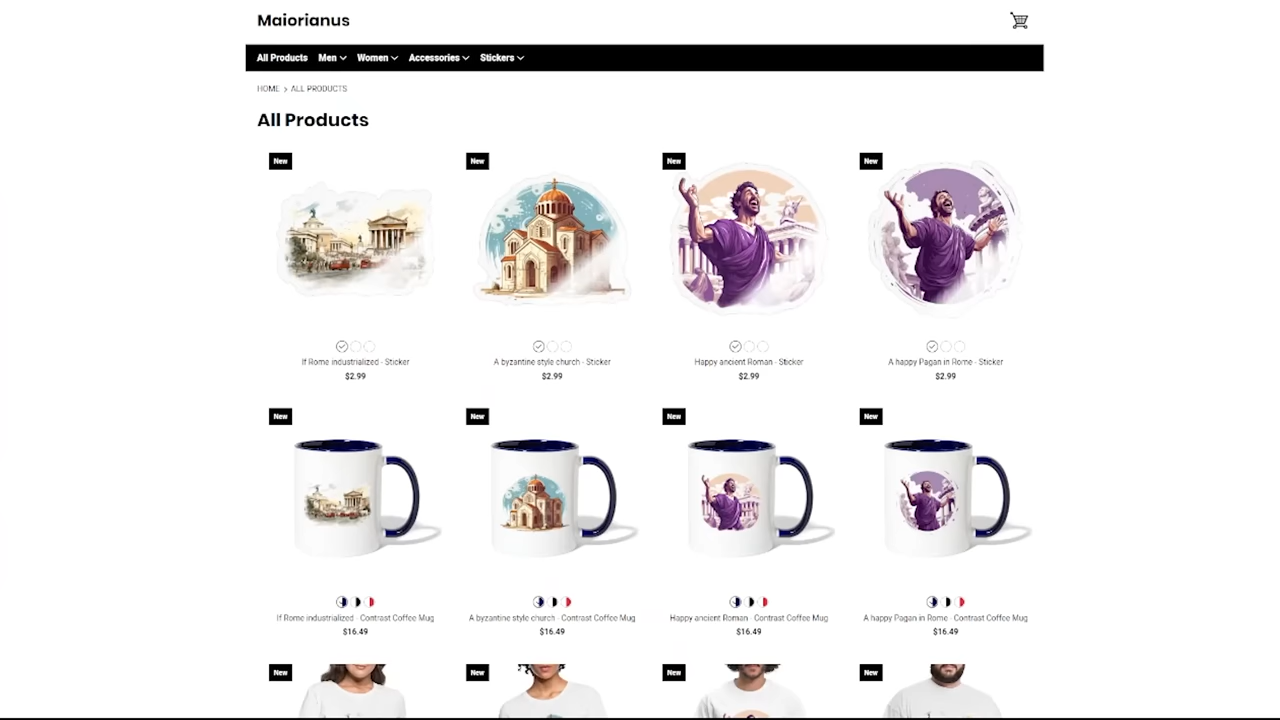 Maiorianus
All Products Men Women Accessories Stickers
HOME > ALL PRODUCTS
All Products
New New New New
If Rome industrialized - Sticker A byzantine style church - Sticker Happy ancient Roman - Sticker A happy Pagan in Rome - Sticker
$2.99 $2.99 $2.99 $2.99
New New New New
If Rome industrialized - Contrast Coffee Mug A byzantine style church - Contrast Coffee Mug Happy ancient Roman - Contrast Coffee Mug A happy Pagan in Rome - Contrast Coffee Mug
$16.49 $16.49 $16.49 $16.49
New New New New